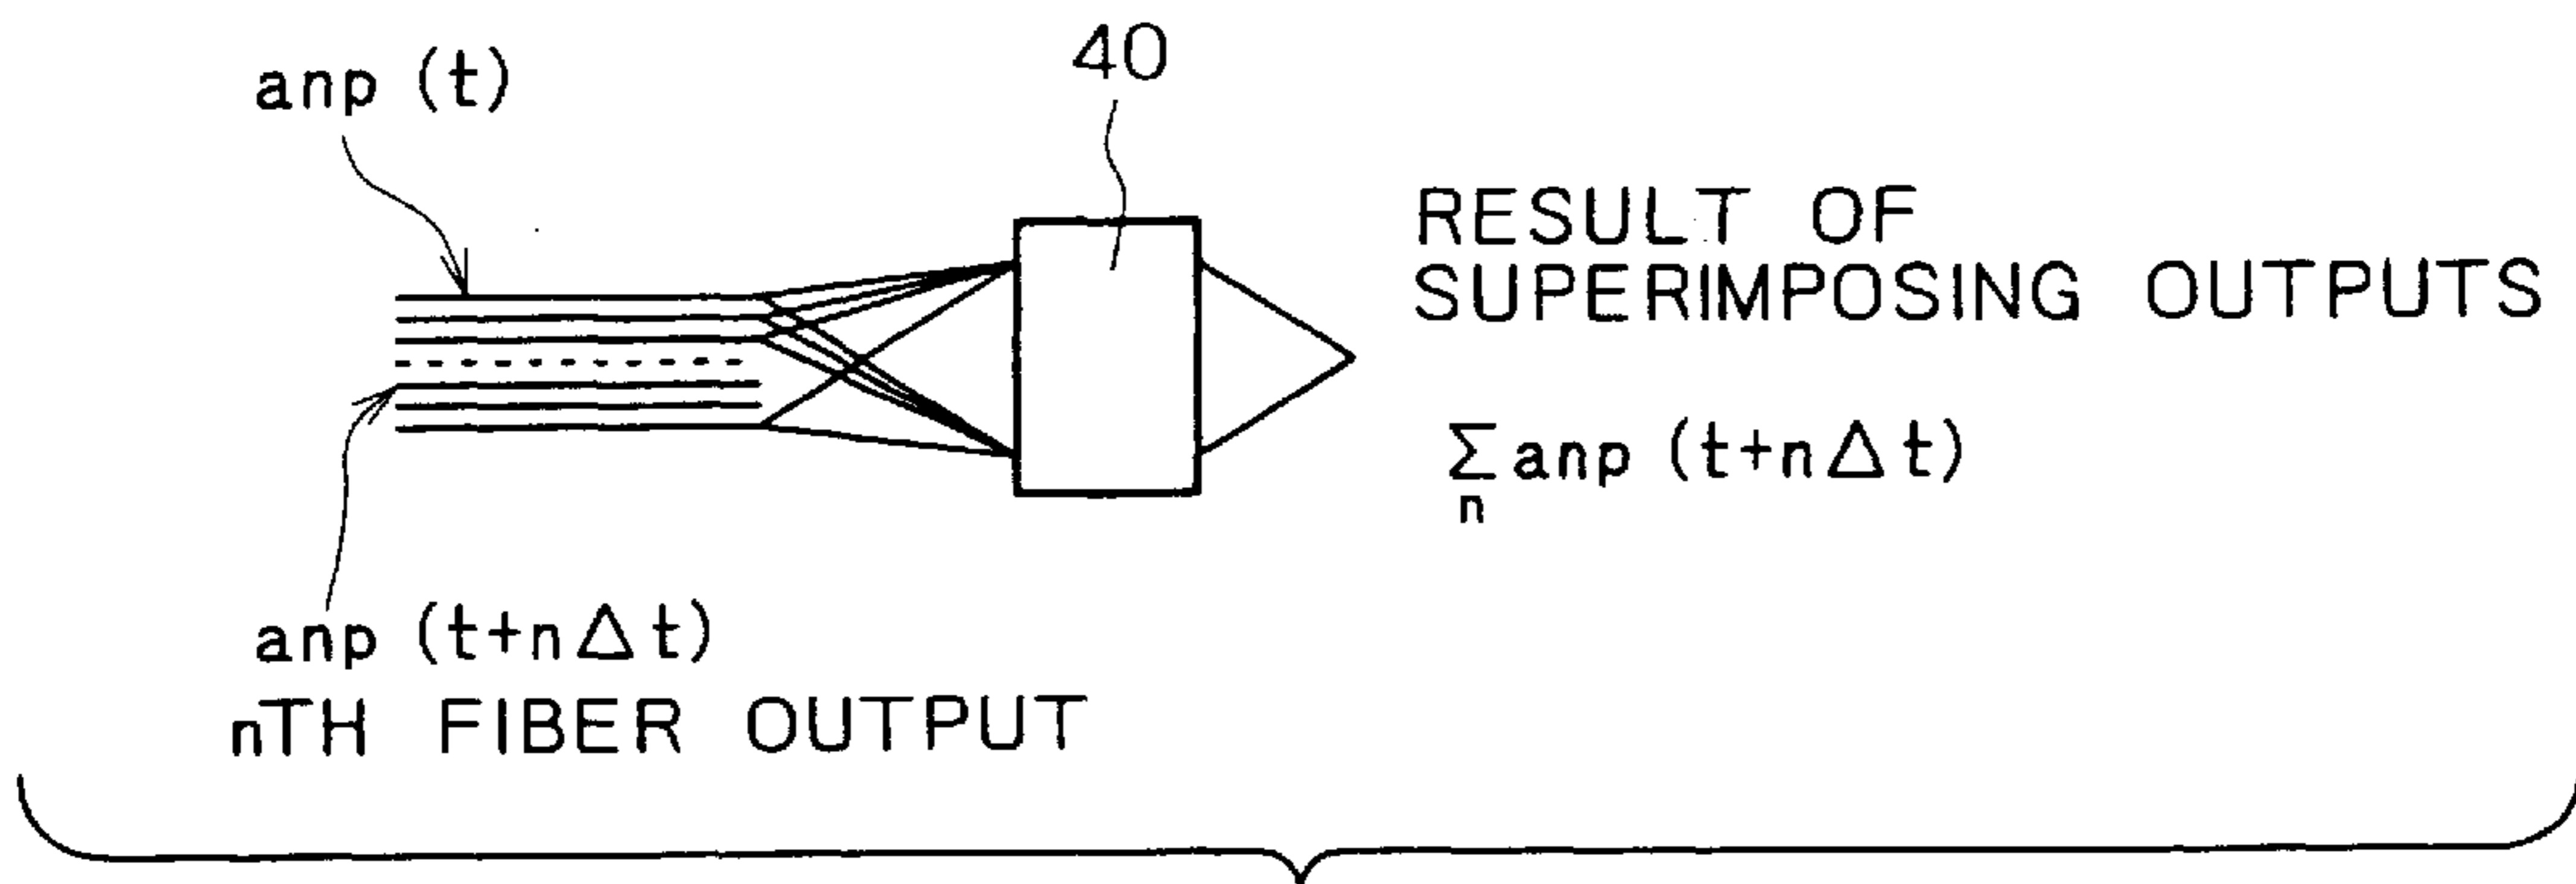 anp (t)
40
RESULT OF
SUPERIMPOSING OUTPUTS
Σ anp (t+nΔt)
n
anp (t+nΔt)
nTH FIBER OUTPUT